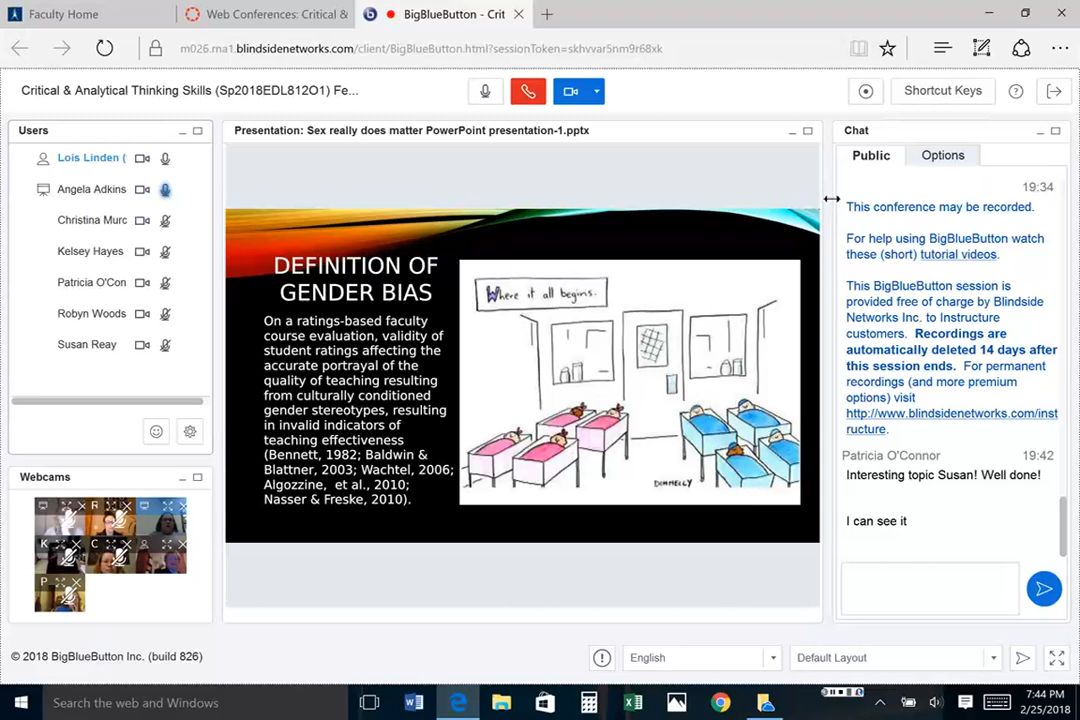 Faculty Home
Web Conferences: Critical &
BigBlueButton - Crit
m026.ma1.blindsidenetworks.com/client/BigBlueButton.html?sessionToken=skhvvar5nm9r68xk
Critical & Analytical Thinking Skills (Sp2018EDL812O1) Fe...
Shortcut Keys
Users
Lois Linden (
Angela Adkins
Christina Murc
Kelsey Hayes
Patricia O'Con
Robyn Woods
Susan Reay
Webcams
R
K
C
P
Presentation: Sex really does matter PowerPoint presentation-1.pptx
DEFINITION OF
GENDER BIAS
On a ratings-based faculty
course evaluation, validity of
student ratings affecting the
accurate portrayal of the
quality of teaching resulting
from culturally conditioned
gender stereotypes, resulting
in invalid indicators of
teaching effectiveness
(Bennett, 1982; Baldwin &
Blattner, 2003; Wachtel, 2006;
Algozzine, et al., 2010;
Nasser & Freske, 2010).
Where it all begins.
DONNELLY
Chat
Public
Options
19:34
This conference may be recorded.
For help using BigBlueButton watch
these (short) tutorial videos.
This BigBlueButton session is
provided free of charge by Blindside
Networks Inc. to Instructure
customers. Recordings are
automatically deleted 14 days after
this session ends. For permanent
recordings (and more premium
options) visit
http://www.blindsidenetworks.com/inst
ructure.
Patricia O'Connor
19:42
Interesting topic Susan! Well done!
I can see it
© 2018 BigBlueButton Inc. (build 826)
English
Default Layout
Search the web and Windows
7:44 PM
2/25/2018